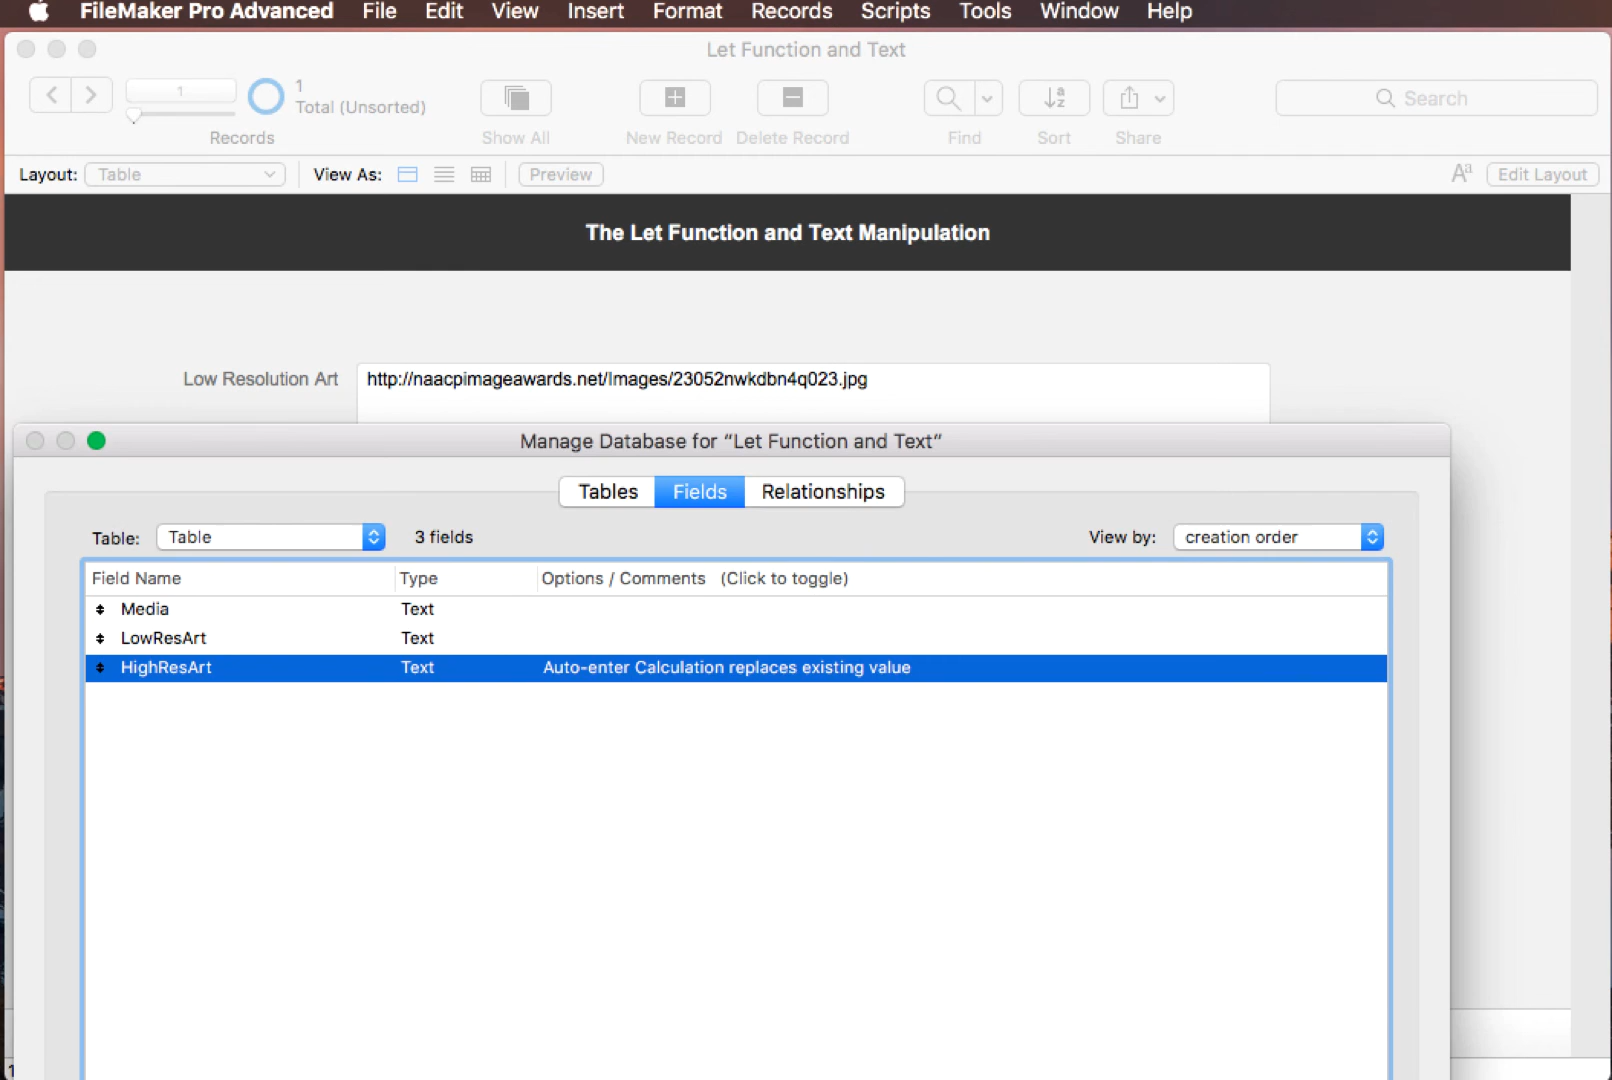 FileMaker Pro Advanced File Edit View Insert Format Records Scripts Tools Window Help
Let Function and Text
1
1
Total (Unsorted)
Records
Show All
New Record
Delete Record
Find
Sort
Share
Search
Layout: Table
View As:
Preview
Aa
Edit Layout
The Let Function and Text Manipulation
Low Resolution Art
http://naacpimageawards.net/Images/23052nwkdbn4q023.jpg
Manage Database for “Let Function and Text”
Tables Fields Relationships
Table: Table 3 fields View by: creation order
Field Name Type Options / Comments (Click to toggle)
Media Text
LowResArt Text
HighResArt Text Auto-enter Calculation replaces existing value